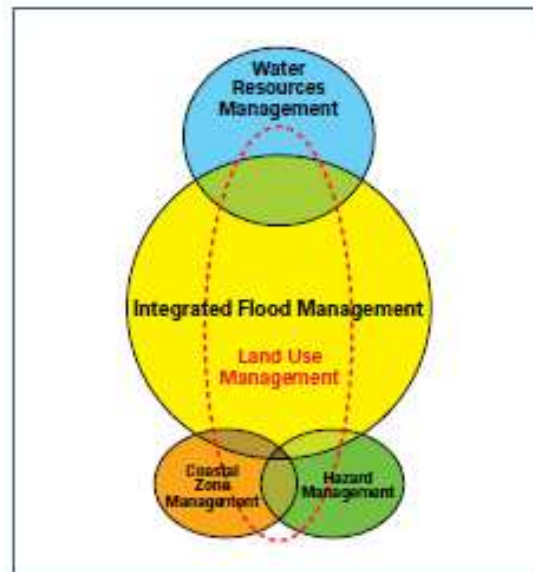 Water
Resources
Management
Integrated Flood Management
Land Use
Management
Coastal
Zone
Management
Hazard
Management